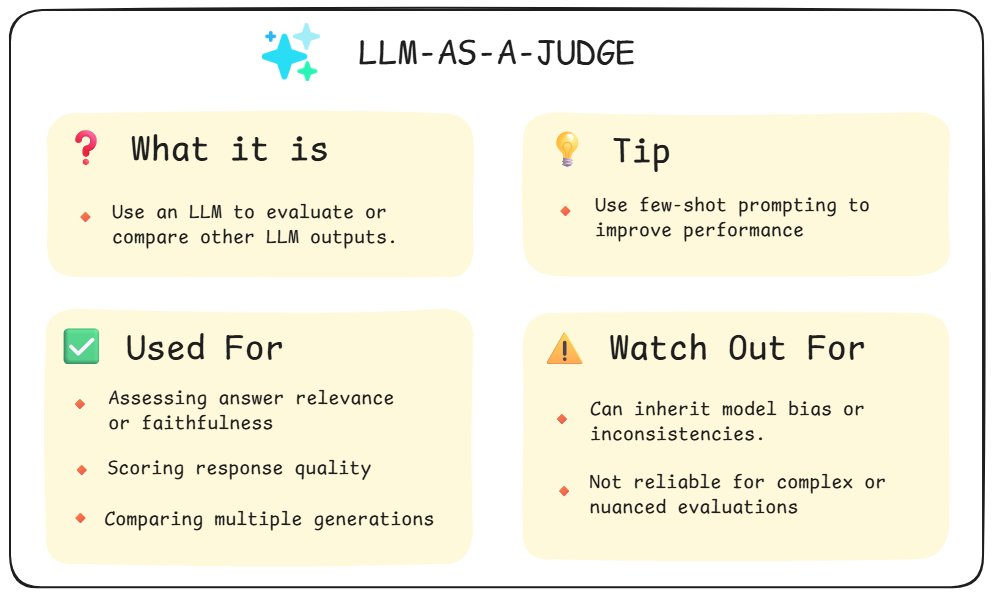 LLM-AS-A-JUDGE
What it is
Use an LLM to evaluate or
compare other LLM outputs.
Tip
Use few-shot prompting to
improve performance
Used For
Assessing answer relevance
or faithfulness
Scoring response quality
Comparing multiple generations
Watch Out For
Can inherit model bias or
inconsistencies.
Not reliable for complex or
nuanced evaluations